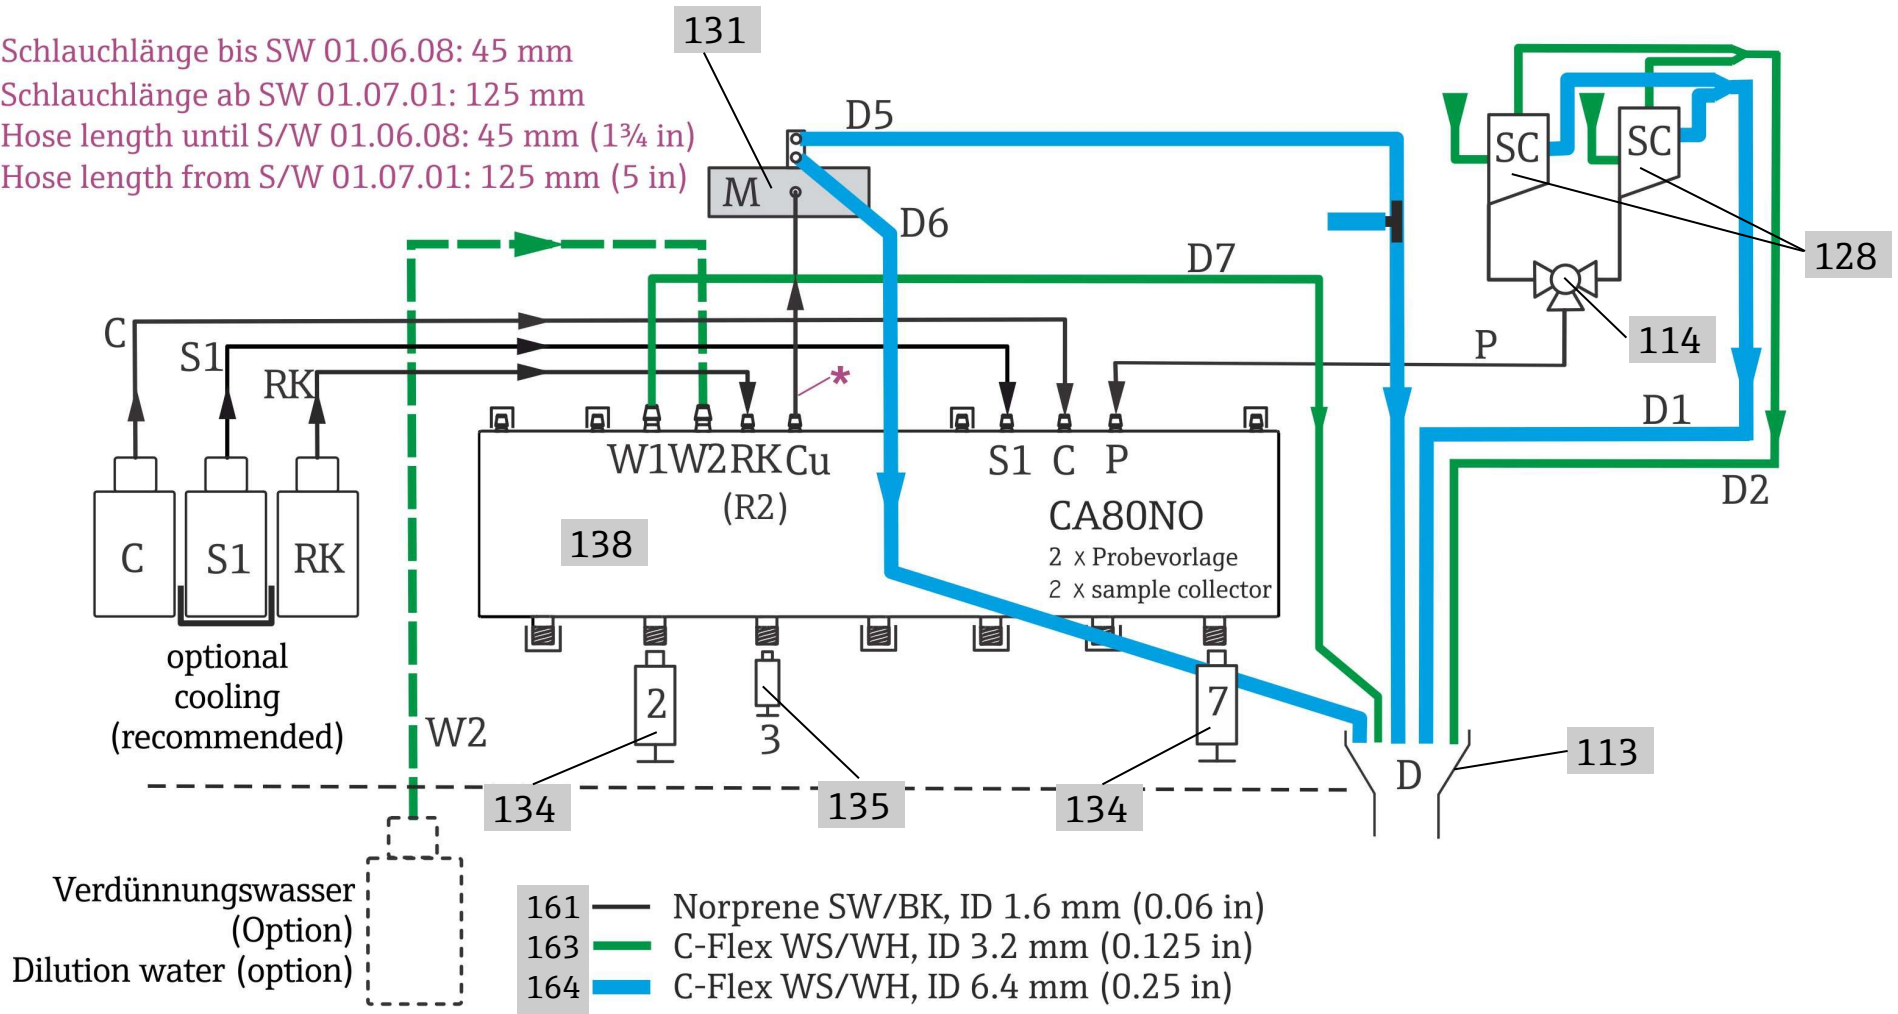 131
Schlauchlänge bis SW 01.06.08: 45 mm
Schlauchlänge ab SW 01.07.01: 125 mm
Hose length until S/W 01.06.08: 45 mm (1¾ in)
Hose length from S/W 01.07.01: 125 mm (5 in)
D5
SC
SC
M
D6
128
D7
C
S1
RK
*
P
114
D1
W1 W2 RK Cu
(R2)
S1 C P
D2
CA80NO
2 x Probevorlage
2 x sample collector
138
C
S1
RK
optional
cooling
(recommended)
W2
2
3
7
134
135
134
D
113
Verdünnungswasser
(Option)
Dilution water (option)
161 Norprene SW/BK, ID 1.6 mm (0.06 in)
163 C-Flex WS/WH, ID 3.2 mm (0.125 in)
164 C-Flex WS/WH, ID 6.4 mm (0.25 in)